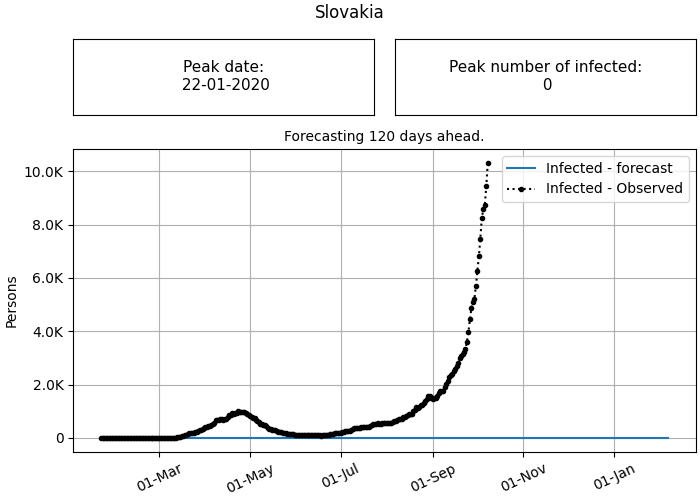 Slovakia
Peak date:
22-01-2020
Peak number of infected:
0
Forecasting 120 days ahead.
Infected - forecast
Infected - Observed
10.0K
8.0K
6.0K
4.0K
2.0K
0
Persons
01-Mar
01-May
01-Jul
01-Sep
01-Nov
01-Jan